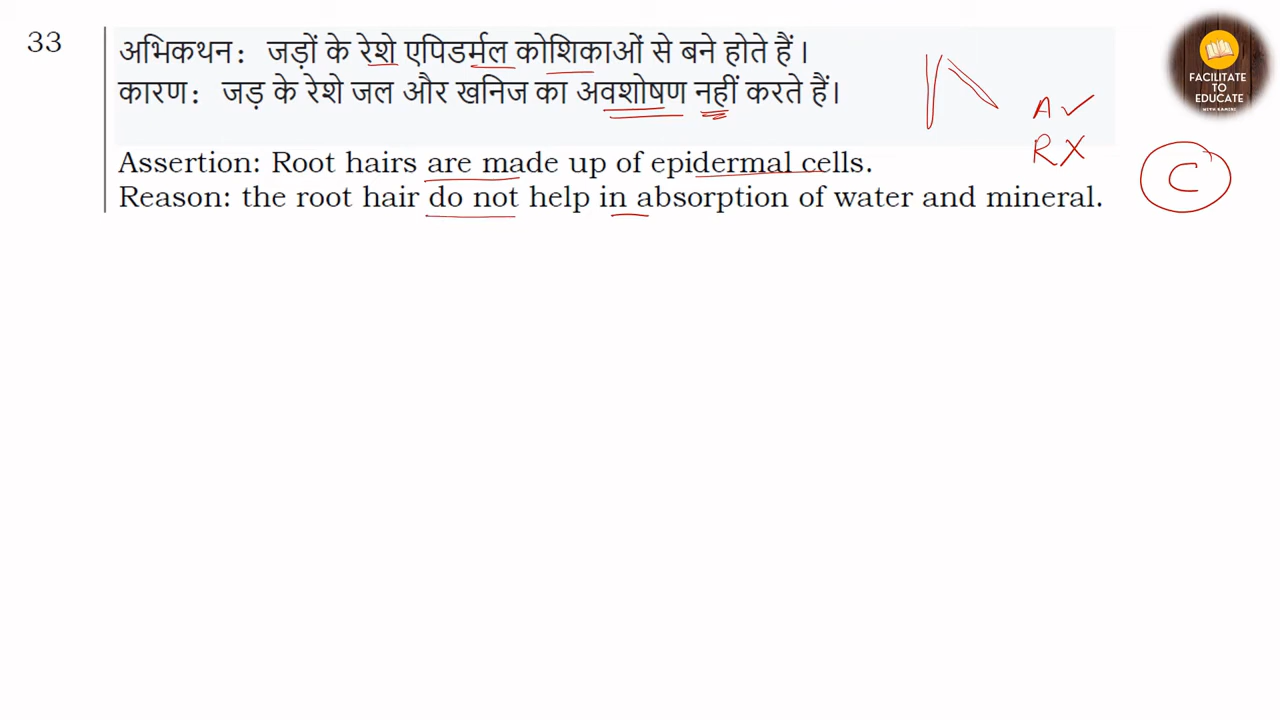 33
अभिकथन: जड़ों के रेशे एपिडर्मल कोशिकाओं से बने होते हैं।
कारण: जड़ के रेशे जल और खनिज का अवशोषण नहीं करते हैं।
Assertion: Root hairs are made up of epidermal cells.
Reason: the root hair do not help in absorption of water and mineral.
A ✓
R X
C
FACILITATE
TO
EDUCATE